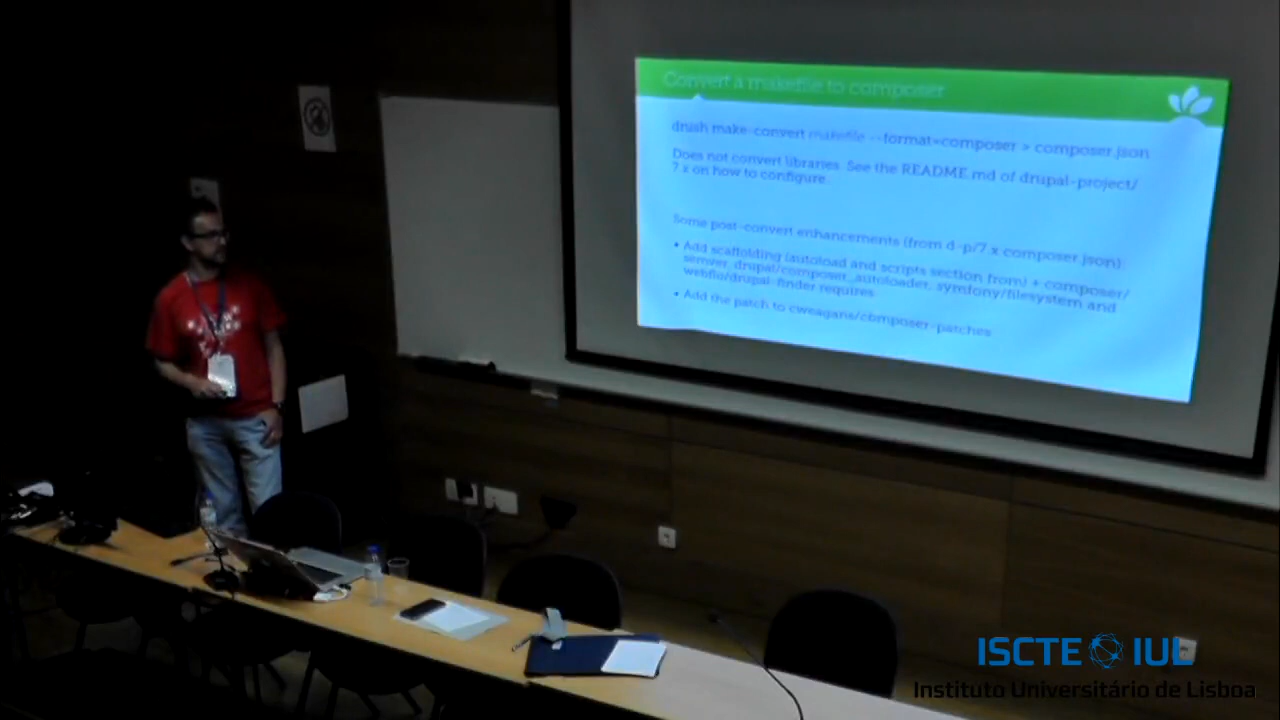 Convert a makefile to composer
drush make-convert makefile --format=composer > composer.json
Does not convert libraries. See the README.md of drupal-project/
7.x on how to configure.
Some post-convert enhancements (from d-p/7.x composer.json):
• Add scaffolding (autoload and scripts section from) + composer/
semver, drupal/composer_autoloader, symfony/filesystem and
webflo/drupal-finder requires
• Add the patch to cweagans/composer-patches
ISCTE IUL
Instituto Universitário de Lisboa